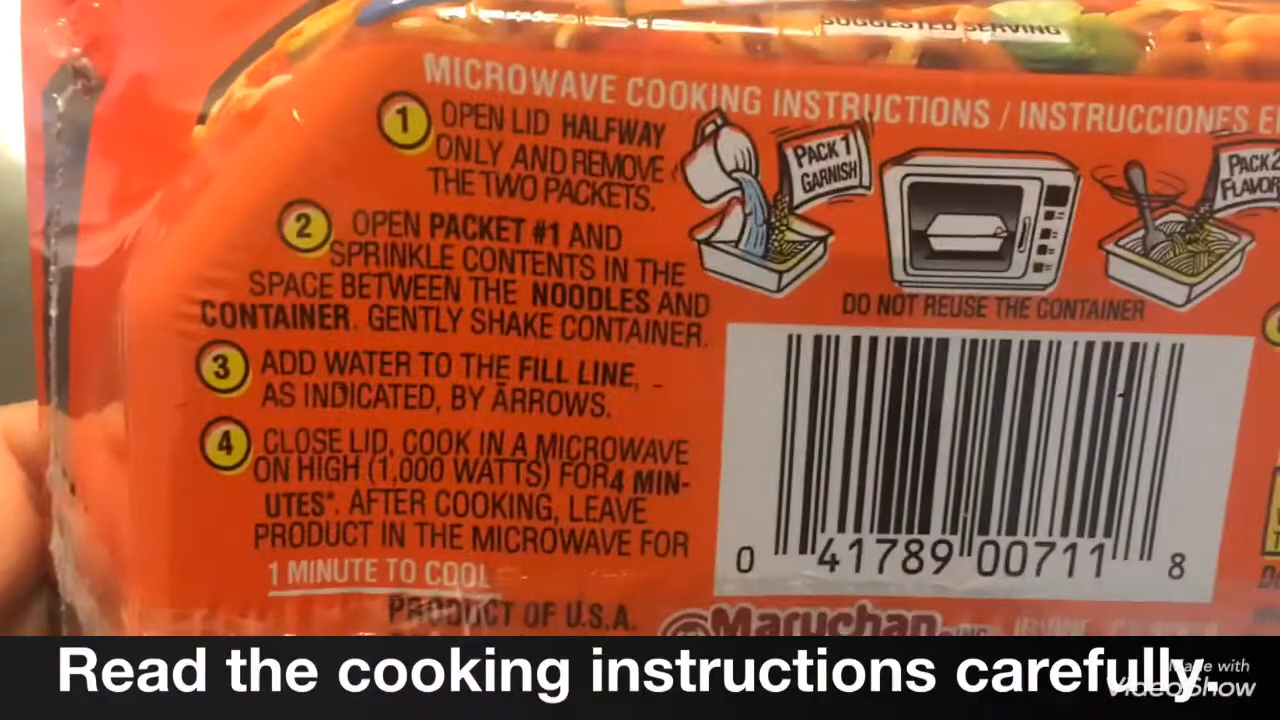 SUGGESTED SERVING
MICROWAVE COOKING INSTRUCTIONS / INSTRUCCIONES
1 OPEN LID HALFWAY
ONLY AND REMOVE
THE TWO PACKETS.
2 OPEN PACKET #1 AND
SPRINKLE CONTENTS IN THE
SPACE BETWEEN THE NOODLES AND
CONTAINER. GENTLY SHAKE CONTAINER.
3 ADD WATER TO THE FILL LINE,
AS INDICATED, BY ARROWS.
4 CLOSE LID, COOK IN A MICROWAVE
ON HIGH (1,000 WATTS) FOR 4 MIN-
UTES*. AFTER COOKING, LEAVE
PRODUCT IN THE MICROWAVE FOR
1 MINUTE TO COOL
PRODUCT OF U.S.A.
PACK 1
GARNISH
PACK 2
FLAVOR
DO NOT REUSE THE CONTAINER
0 41789 00711 8
Maruchan INC.
Read the cooking instructions carefully.
Made with
VideoShow